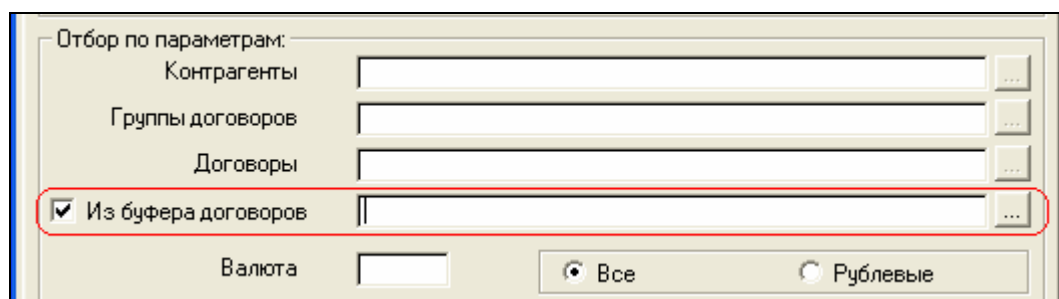 Отбор по параметрам:
Контрагенты ...
Группы договоров ...
Договоры ...
Из буфера договоров ...
Валюта Все Рублевые